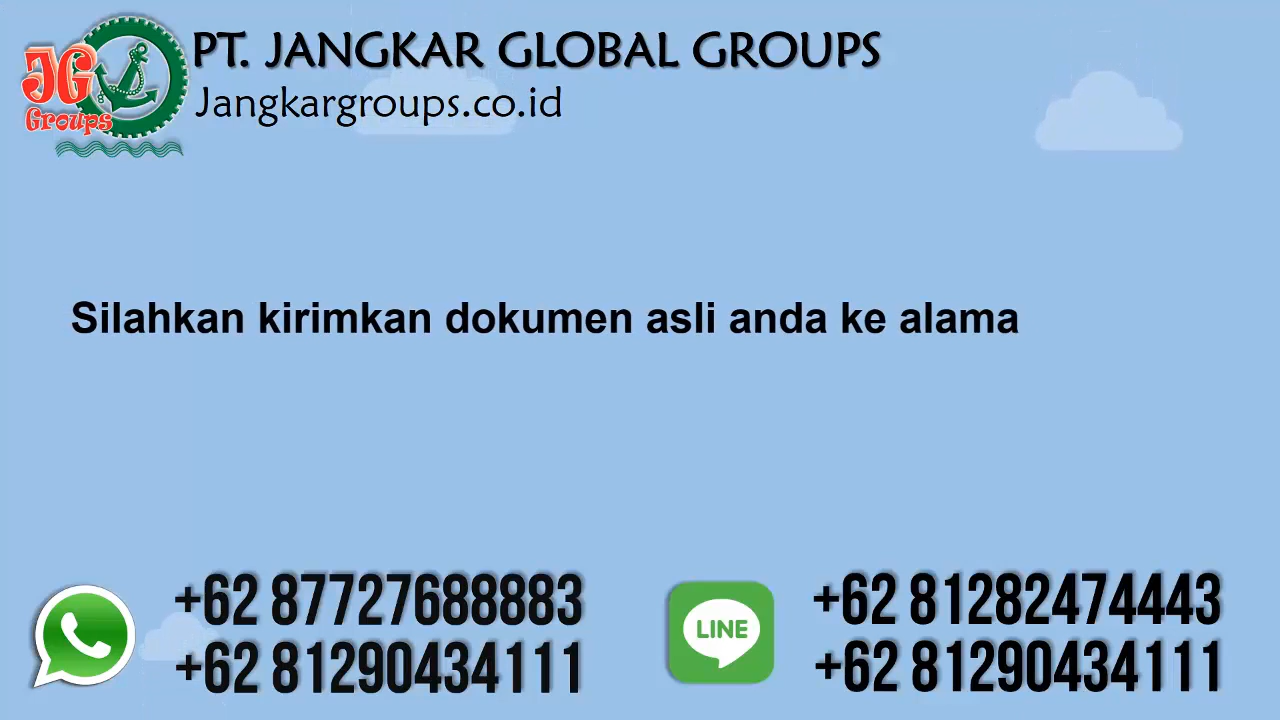 JG
Groups
PT. JANGKAR GLOBAL GROUPS
Jangkargroups.co.id
Silahkan kirimkan dokumen asli anda ke alama
+62 87727688883
+62 81290434111
LINE
+62 81282474443
+62 81290434111